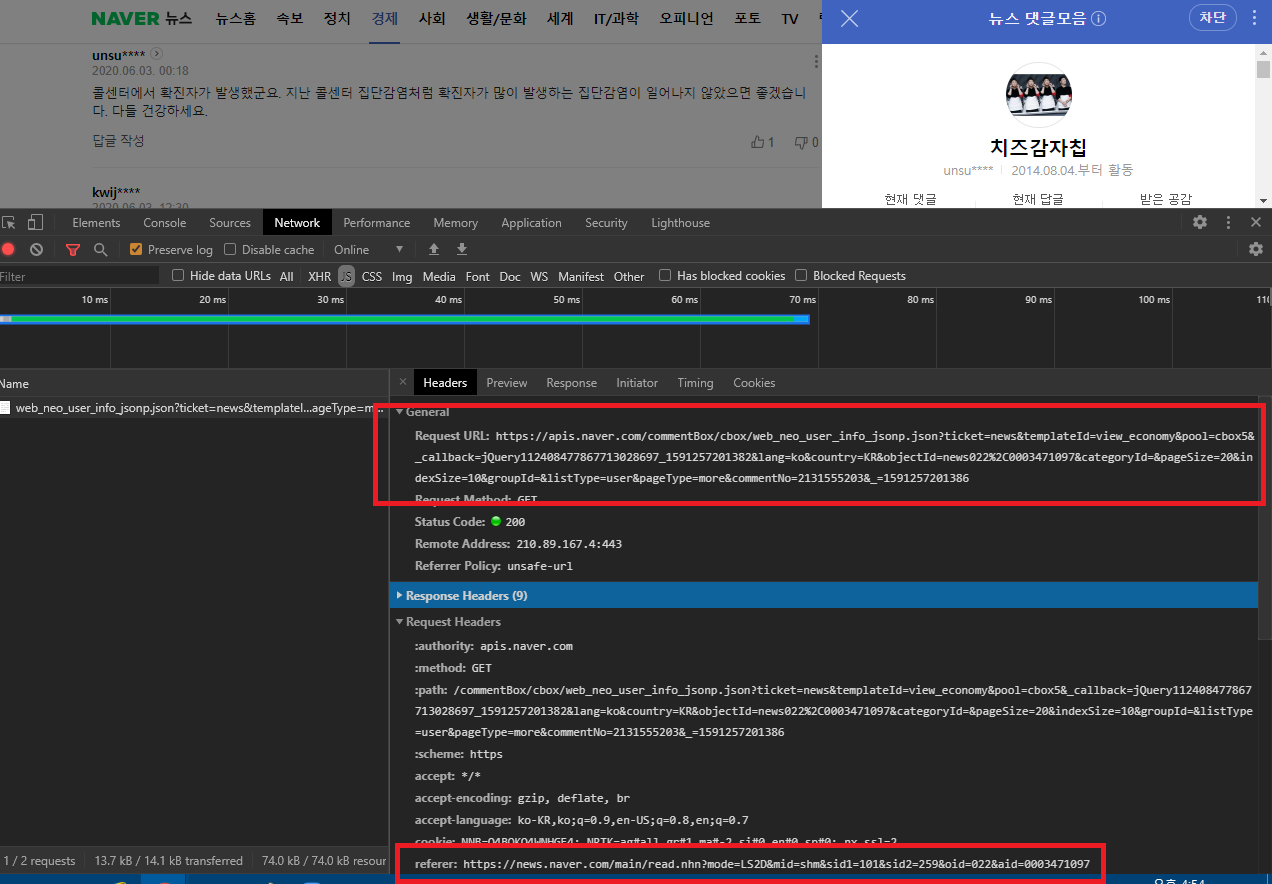 NAVER 뉴스 뉴스홈 속보 정치 경제 사회 생활/문화 세계 IT/과학 오피니언 포토 TV
뉴스 댓글모음 차단
unsu****
2020.06.03. 00:18
콜센터에서 확진자가 발생했군요. 지난 콜센터 집단감염처럼 확진자가 많이 발생하는 집단감염이 일어나지 않았으면 좋겠습니
다. 다들 건강하세요.
답글 작성
1 0
kwij****
2020.06.03. 12:30
치즈감자칩
unsu**** 2014.08.04.부터 활동
현재 댓글 현재 답글 받은 공감
Elements Console Sources Network Performance Memory Application Security Lighthouse
Preserve log Disable cache Online
Filter Hide data URLs All XHR JS CSS Img Media Font Doc WS Manifest Other Has blocked cookies Blocked Requests
10 ms 20 ms 30 ms 40 ms 50 ms 60 ms 70 ms 80 ms 90 ms 100 ms 110
Name
× Headers Preview Response Initiator Timing Cookies
web_neo_user_info_jsonp.json?ticket=news&templateI...ageType=m...
General
Request URL: https://apis.naver.com/commentBox/cbox/web_neo_user_info_jsonp.json?ticket=news&templateId=view_economy&pool=cbox5&
_callback=jQuery112408477867713028697_1591257201382&lang=ko&country=KR&objectId=news022%2C0003471097&categoryId=&pageSize=20&in
dexSize=10&groupId=&listType=user&pageType=more&commentNo=2131555203&_=1591257201386
Request Method: GET
Status Code: 200
Remote Address: 210.89.167.4:443
Referrer Policy: unsafe-url
Response Headers (9)
Request Headers
:authority: apis.naver.com
:method: GET
:path: /commentBox/cbox/web_neo_user_info_jsonp.json?ticket=news&templateId=view_economy&pool=cbox5&_callback=jQuery112408477867
713028697_1591257201382&lang=ko&country=KR&objectId=news022%2C0003471097&categoryId=&pageSize=20&indexSize=10&groupId=&listType
=user&pageType=more&commentNo=2131555203&_=1591257201386
:scheme: https
accept: */*
accept-encoding: gzip, deflate, br
accept-language: ko-KR,ko;q=0.9,en-US;q=0.8,en;q=0.7
cookie:
referer: https://news.naver.com/main/read.nhn?mode=LS2D&mid=shm&sid1=101&sid2=259&oid=022&aid=0003471097
1 / 2 requests 13.7 kB / 14.1 kB transferred 74.0 kB / 74.0 kB resour
오후 4:54